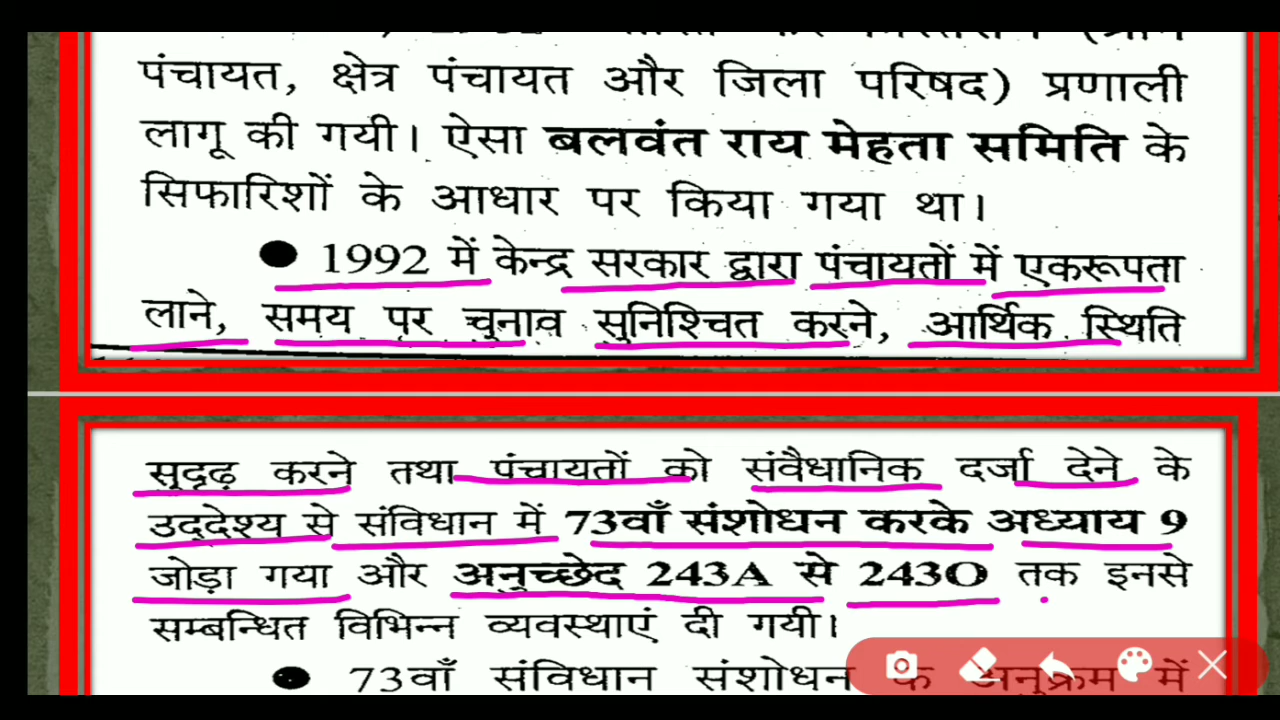 पंचायत, क्षेत्र पंचायत और जिला परिषद) प्रणाली
लागू की गयी। ऐसा बलवंत राय मेहता समिति के
सिफारिशों के आधार पर किया गया था।
● 1992 में केन्द्र सरकार द्वारा पंचायतों में एकरूपता
लाने, समय पर चुनाव सुनिश्चित करने, आर्थिक स्थिति
सुदृढ़ करने तथा पंचायतों को संवैधानिक दर्जा देने के
उद्देश्य से संविधान में 73वाँ संशोधन करके अध्याय 9
जोड़ा गया और अनुच्छेद 243A से 243O तक इनसे
सम्बन्धित विभिन्न व्यवस्थाएं दी गयी।
● 73वाँ संविधान संशोधन के अनुक्रम में